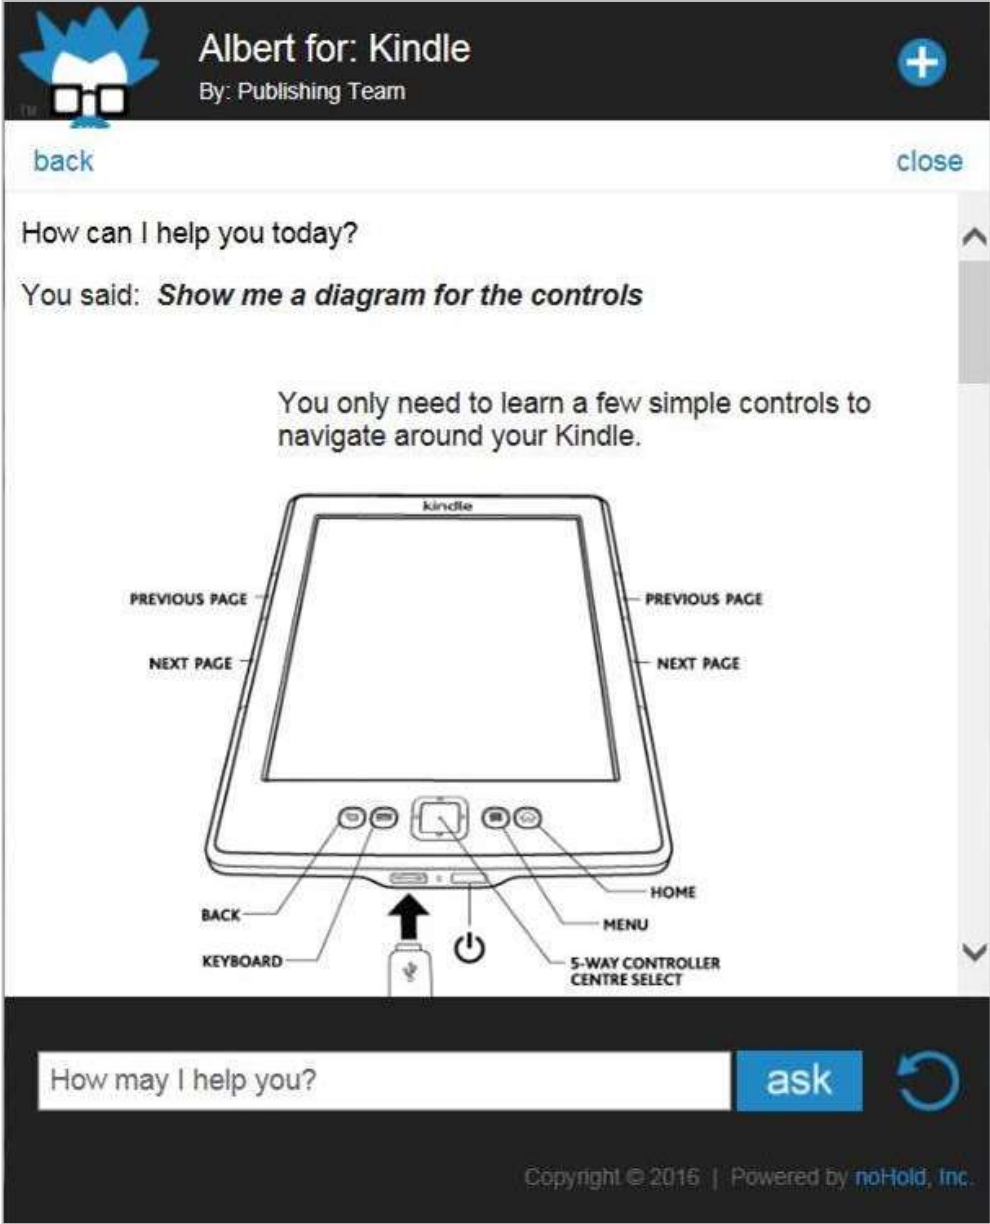 Albert for: Kindle
By: Publishing Team
TM
back
close
How can I help you today?
You said: Show me a diagram for the controls
You only need to learn a few simple controls to
navigate around your Kindle.
kindle
PREVIOUS PAGE
PREVIOUS PAGE
NEXT PAGE
NEXT PAGE
HOME
BACK
MENU
KEYBOARD
5-WAY CONTROLLER
CENTRE SELECT
How may I help you?
ask
Copyright © 2016 | Powered by noHold, Inc.